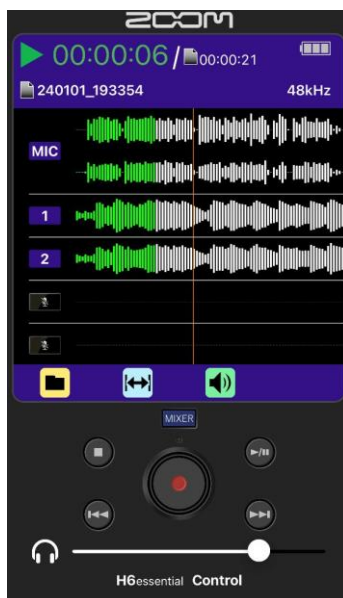 ZOOM
00:00:06/00:00:21
240101_193354 48kHz
MIC
1
2
MIXER
H6essential Control